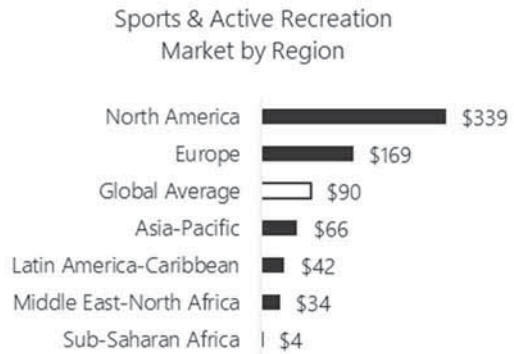 Sports & Active Recreation
Market by Region
North America $339
Europe $169
Global Average $90
Asia-Pacific $66
Latin America-Caribbean $42
Middle East-North Africa $34
Sub-Saharan Africa $4